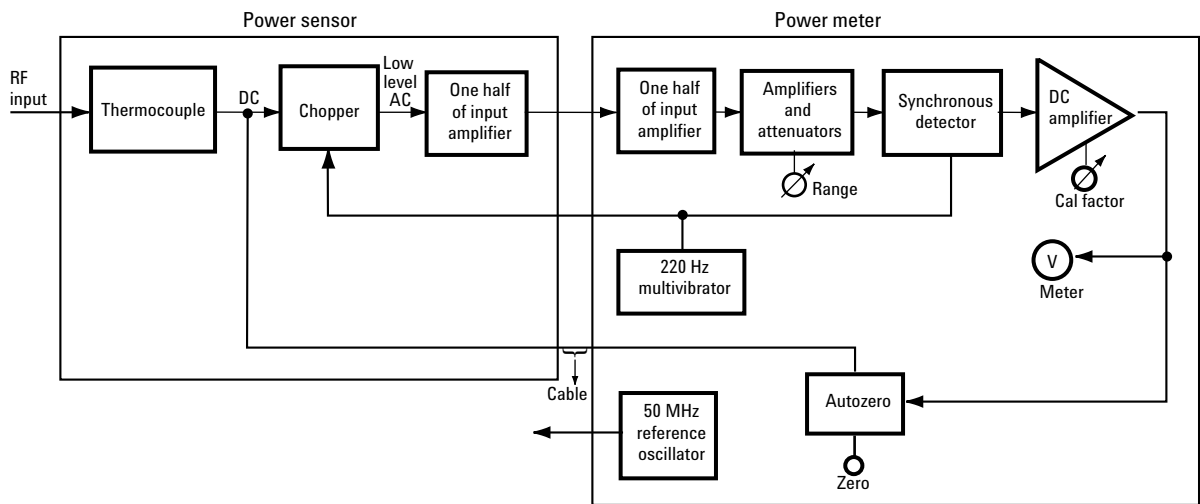 Power sensor
Power meter
RF
input
Thermocouple
DC
Chopper
Low
level
AC
One half
of input
amplifier
One half
of input
amplifier
Amplifiers
and
attenuators
Range
Synchronous
detector
DC
amplifier
Cal factor
220 Hz
multivibrator
V
Meter
Cable
50 MHz
reference
oscillator
Autozero
Zero